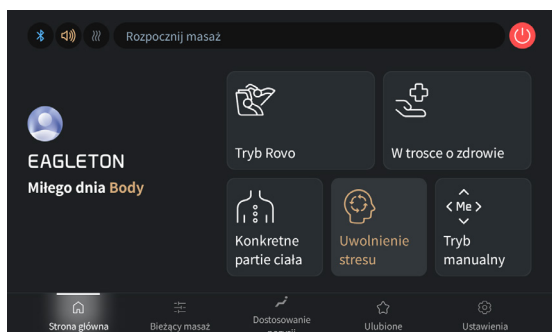 Rozpocznij masaż
Tryb Rovo
W trosce o zdrowie
EAGLETON
Miłego dnia Body
Konkretne
partie ciała
Uwolnienie
stresu
< Me >
Tryb
manualny
Strona główna
Bieżący masaż
Dostosowanie
pozycji
Ulubione
Ustawienia